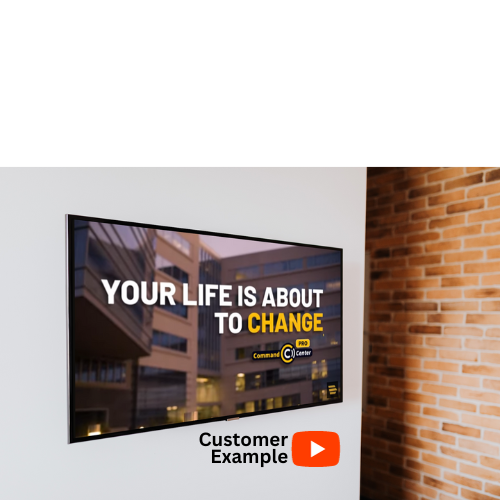 YOUR LIFE IS ABOUT
TO CHANGE
PRO
Command C Center
Customer
Example